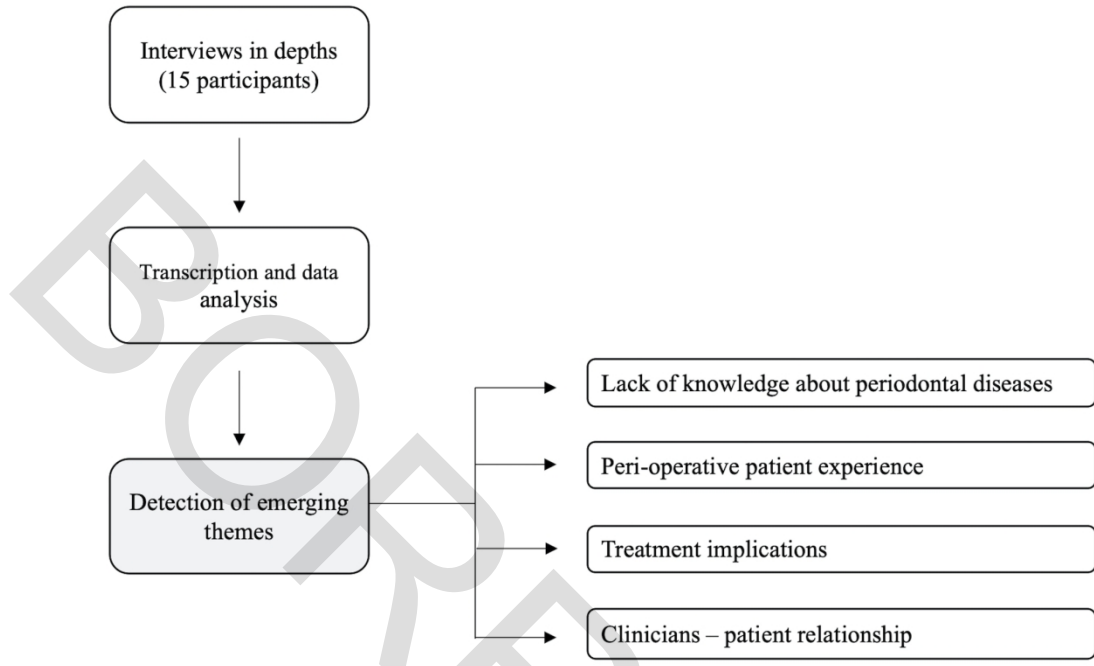 Interviews in depths
(15 participants)
Transcription and data
analysis
Detection of emerging
themes
Lack of knowledge about periodontal diseases
Peri-operative patient experience
Treatment implications
Clinicians – patient relationship